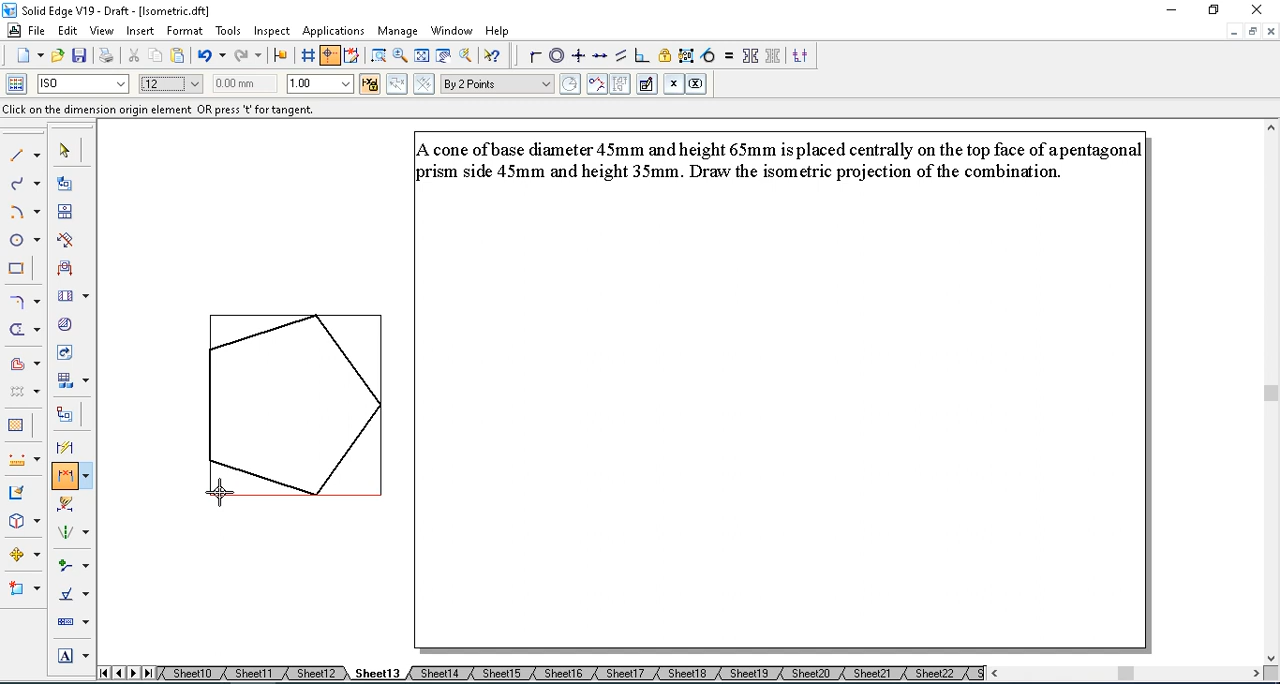 Solid Edge V19 - Draft - [Isometric.dft]
File Edit View Insert Format Tools Inspect Applications Manage Window Help
ISO 12 0.00 mm 1.00 By 2 Points
Click on the dimension origin element OR press 't' for tangent.
A cone of base diameter 45mm and height 65mm is placed centrally on the top face of a pentagonal
prism side 45mm and height 35mm. Draw the isometric projection of the combination.
Sheet10 Sheet11 Sheet12 Sheet13 Sheet14 Sheet15 Sheet16 Sheet17 Sheet18 Sheet19 Sheet20 Sheet21 Sheet22 S